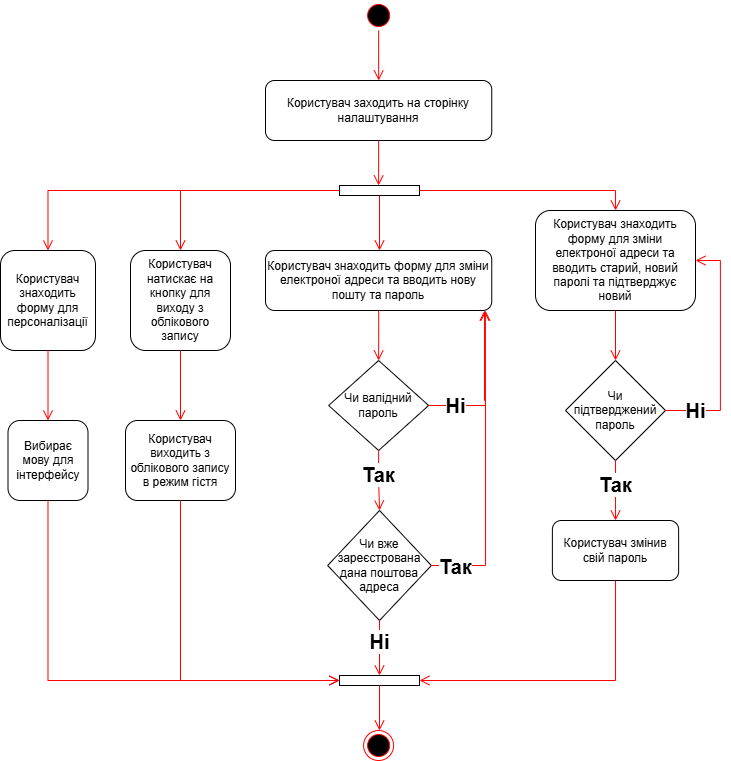 Користувач заходить на сторінку
налаштування
Користувач
знаходить
форму для
персоналізації
Користувач
натискає на
кнопку для
виходу з
облікового
запису
Користувач знаходить форму для зміни
електроної адреси та вводить нову
пошту та пароль
Користувач знаходить
форму для зміни
електроної адреси та
вводить старий, новий
паролі та підтверджує
новий
Чи валідний
пароль
Ні
Чи
підтверджений
пароль
Ні
Вибирає
мову для
інтерфейсу
Користувач
виходить з
облікового запису
в режим гістя
Так
Так
Чи вже
зареєстрована
дана поштова
адреса
Так
Користувач змінив
свій пароль
Ні